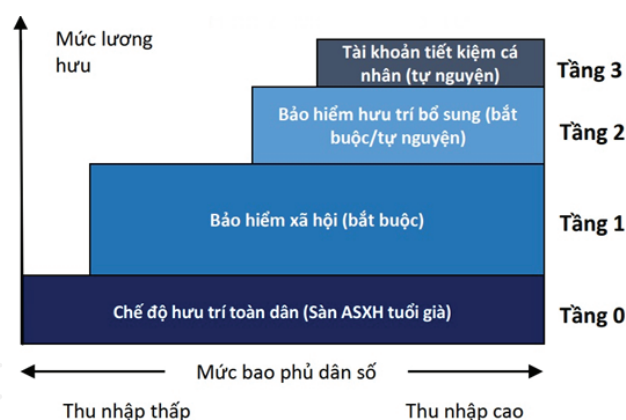 Mức lương
hưu
Tài khoản tiết kiệm cá
nhân (tự nguyện)
Tầng 3
Bảo hiểm hưu trí bổ sung (bắt
buộc/tự nguyện)
Tầng 2
Bảo hiểm xã hội (bắt buộc)
Tầng 1
Chế độ hưu trí toàn dân (Sàn ASXH tuổi già)
Tầng 0
Mức bao phủ dân số
Thu nhập thấp
Thu nhập cao